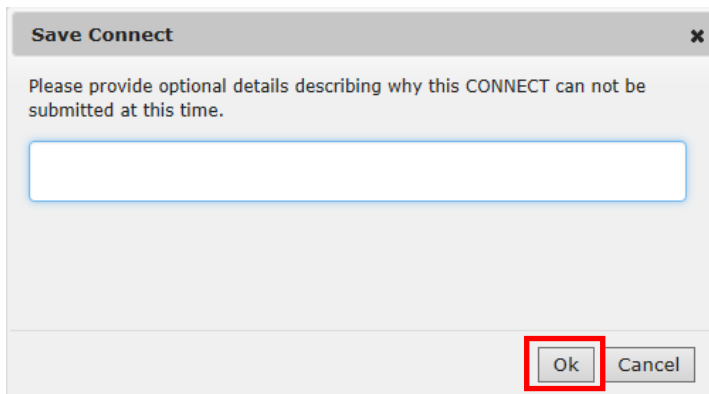 Save Connect
Please provide optional details describing why this CONNECT can not be
submitted at this time.
Ok Cancel